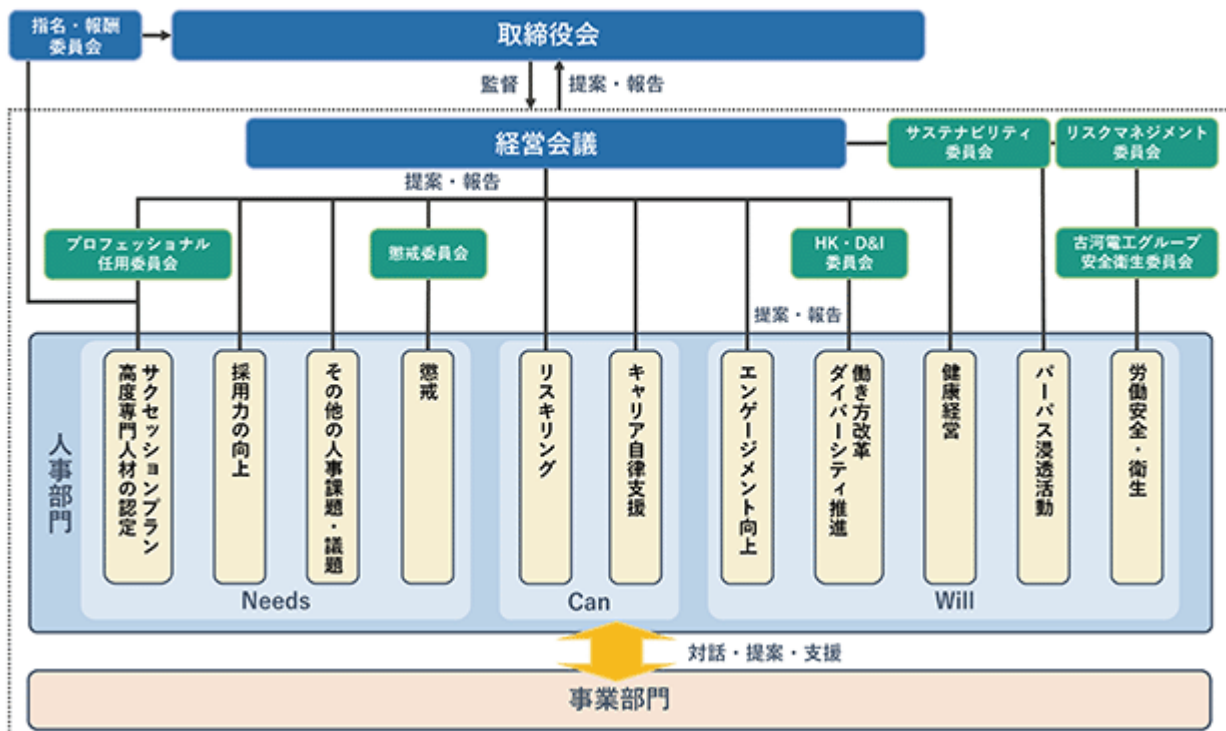 指名・報酬
委員会
取締役会
監督
提案・報告
経営会議
サステナビリティ
委員会
リスクマネジメント
委員会
提案・報告
プロフェッショナル
任用委員会
懲戒委員会
HK・D&I
委員会
古河電工グループ
安全衛生委員会
提案・報告
人事部門
サクセッションプラン
高度専門人材の認定
採用力の向上
その他の人事課題・議題
懲戒
リスキリング
キャリア自律支援
エンゲージメント向上
働き方改革
ダイバーシティ推進
健康経営
パーパス浸透活動
労働安全・衛生
Needs
Can
Will
対話・提案・支援
事業部門